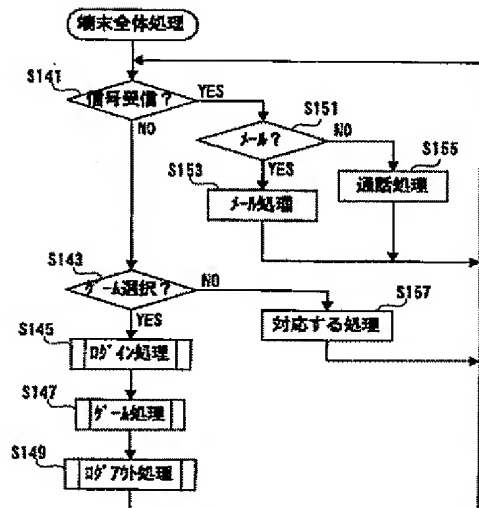 端末全体処理
S141
信号受信？
YES
NO
S151
メール？
NO
YES
S153
メール処理
S155
通話処理
S143
ゲーム選択？
NO
YES
S157
対応する処理
S145
ログイン処理
S147
ゲーム処理
S149
ログアウト処理